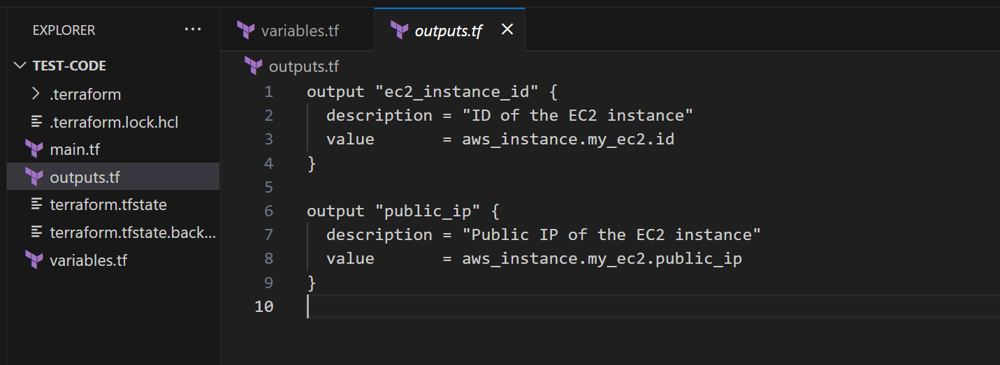 EXPLORER ...
TEST-CODE
.terraform
.terraform.lock.hcl
main.tf
outputs.tf
terraform.tfstate
terraform.tfstate.back...
variables.tf
variables.tf
outputs.tf
outputs.tf
1 output "ec2_instance_id" {
2   description = "ID of the EC2 instance"
3   value       = aws_instance.my_ec2.id
4 }
5
6 output "public_ip" {
7   description = "Public IP of the EC2 instance"
8   value       = aws_instance.my_ec2.public_ip
9 }
10